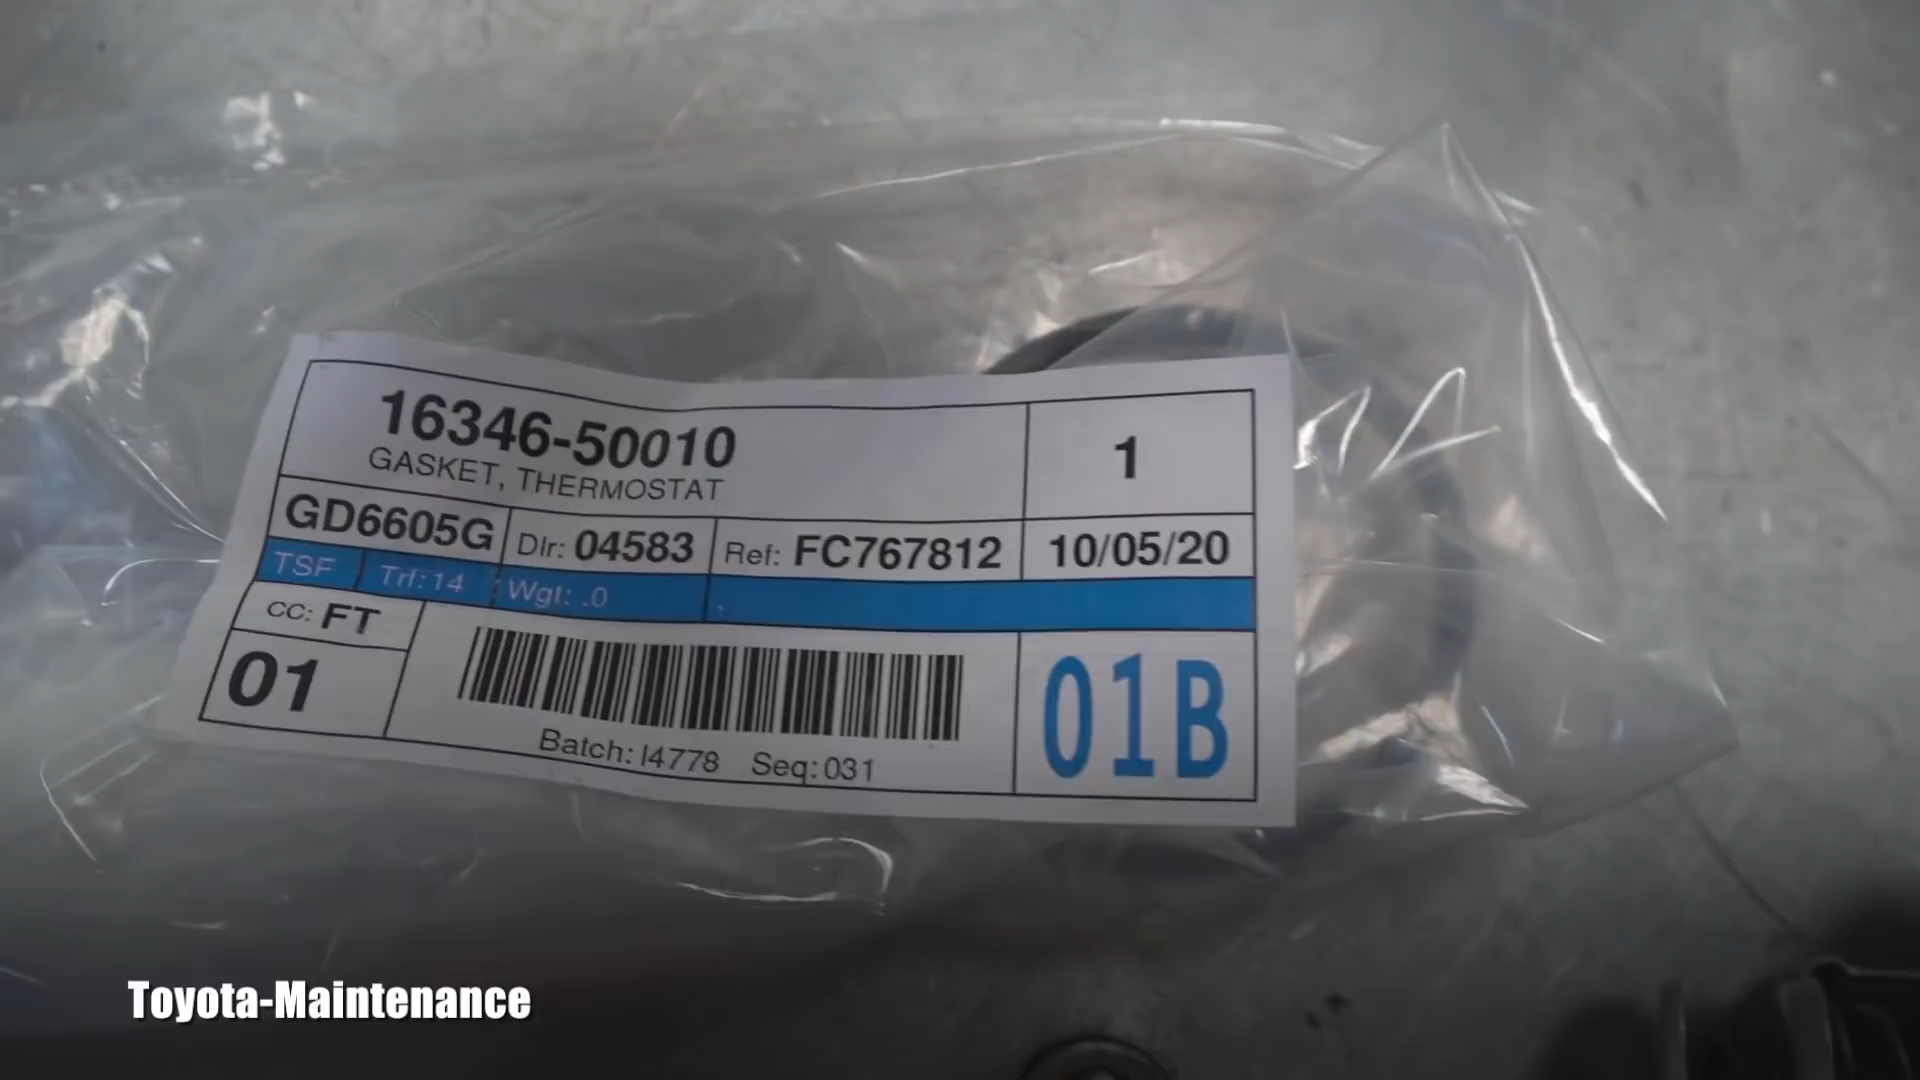 16346-50010
GASKET, THERMOSTAT
1
GD6605G
Dlr: 04583
Ref: FC767812
10/05/20
TSF
Trf: 14
Wgt: .0
CC: FT
01
Batch: I4778 Seq: 031
01B
Toyota-Maintenance